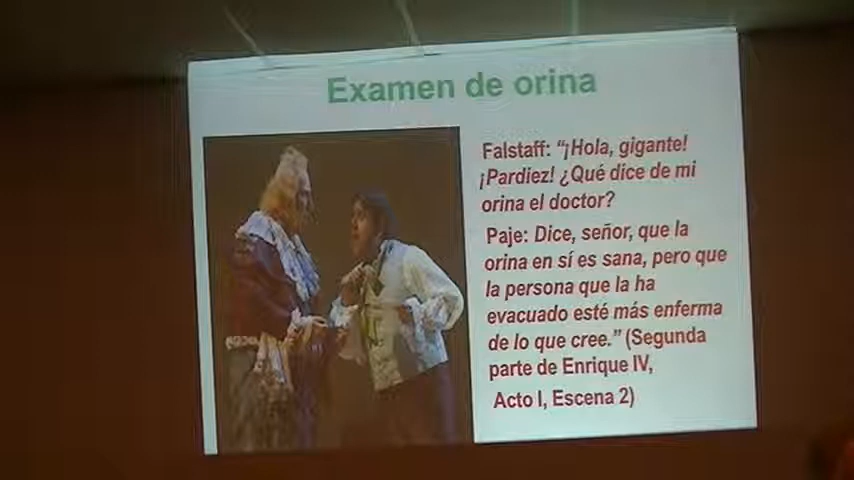 Examen de orina
Falstaff: “¡Hola, gigante!
¡Pardiez! ¿Qué dice de mi
orina el doctor?
Paje: Dice, señor, que la
orina en sí es sana, pero que
la persona que la ha
evacuado esté más enferma
de lo que cree.” (Segunda
parte de Enrique IV,
Acto I, Escena 2)